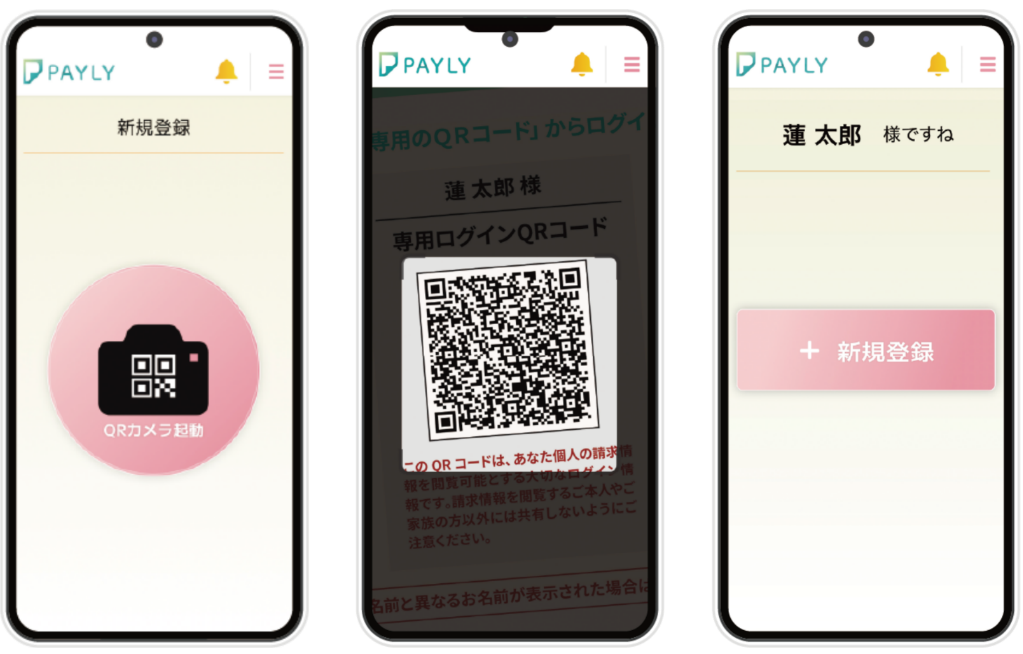 PAYLY
新規登録
QRカメラ起動
PAYLY
専用のQRコード」からログイ
蓮 太郎 様
専用ログインQRコード
このQRコードは、あなた個人の請求情
報を閲覧可能とする大切なログイン情
報です。請求情報を閲覧するご本人やご
家族の方以外には共有しないようにご
注意ください。
名前と異なるお名前が表示された場合は
PAYLY
蓮 太郎 様ですね
+ 新規登録